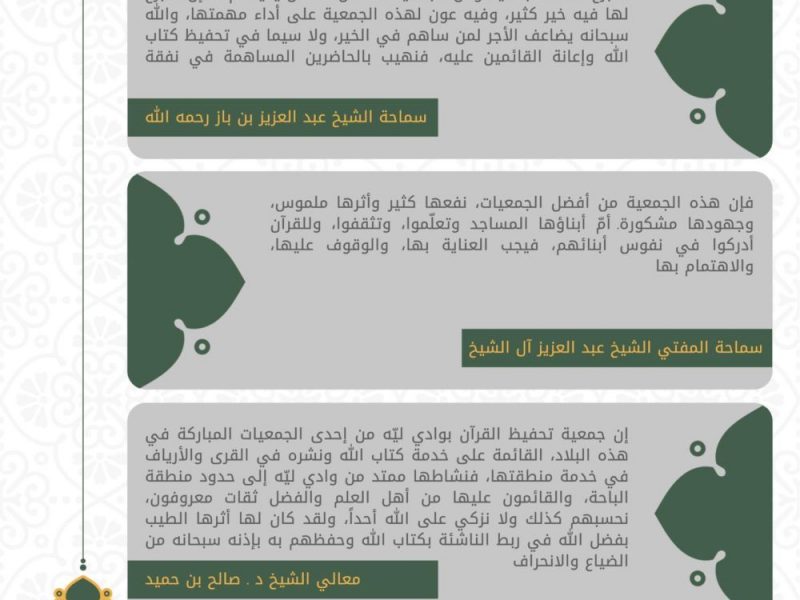 لها فيه خير كثير، وفيه عون لهذه الجمعية على أداء مهمتها، والله
سبحانه يضاعف الأجر لمن ساهم في الخير، ولا سيما في تحفيظ كتاب
الله وإعانة القائمين عليه، فنهيب بالحاضرين المساهمة في نفقة
سماحة الشيخ عبد العزيز بن باز رحمه الله
فإن هذه الجمعية من أفضل الجمعيات، نفعها كثير وأثرها ملموس،
وجهودها مشكورة. أمّ أبناؤها المساجد وتعلّموا، وتثقفوا، وللقرآن
أدركوا في نفوس أبنائهم، فيجب العناية بها، والوقوف عليها،
والاهتمام بها
سماحة المفتي الشيخ عبد العزيز آل الشيخ
إن جمعية تحفيظ القرآن بوادي ليّه من إحدى الجمعيات المباركة في
هذه البلاد، القائمة على خدمة كتاب الله ونشره في القرى والأرياف
في خدمة منطقتها، فنشاطها ممتد من وادي ليّه إلى حدود منطقة
الباحة، والقائمون عليها من أهل العلم والفضل ثقات معروفون،
نحسبهم كذلك ولا نزكي على الله أحداً، ولقد كان لها أثرها الطيب
بفضل الله في ربط الناشئة بكتاب الله وحفظهم به بإذنه سبحانه من
الضياع والانحراف
معالي الشيخ د . صالح بن حميد